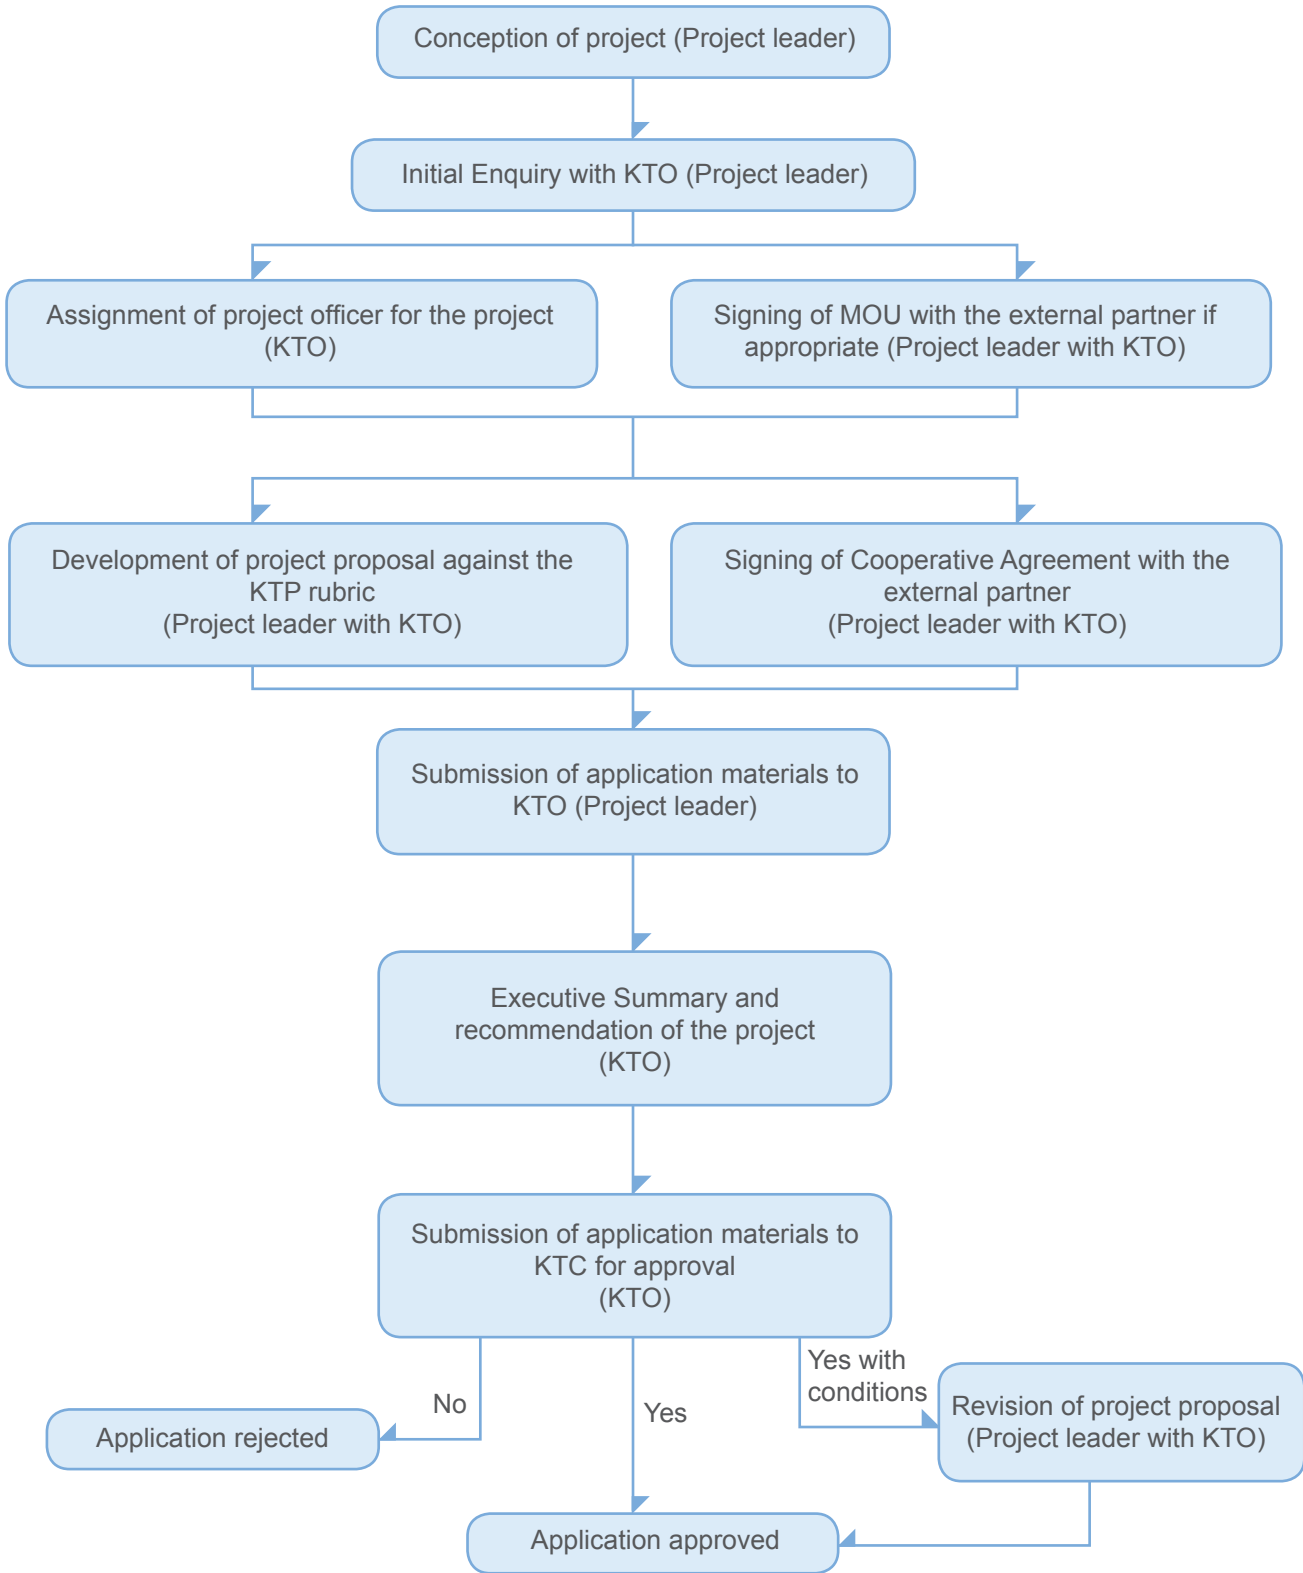 Conception of project (Project leader)
Initial Enquiry with KTO (Project leader)
Assignment of project officer for the project
(KTO)
Signing of MOU with the external partner if
appropriate (Project leader with KTO)
Development of project proposal against the
KTP rubric
(Project leader with KTO)
Signing of Cooperative Agreement with the
external partner
(Project leader with KTO)
Submission of application materials to
KTO (Project leader)
Executive Summary and
recommendation of the project
(KTO)
Submission of application materials to
KTC for approval
(KTO)
No
Yes
Yes with
conditions
Application rejected
Revision of project proposal
(Project leader with KTO)
Application approved